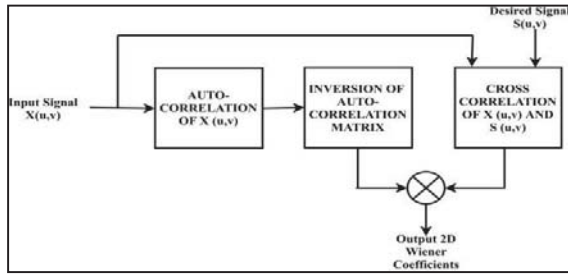 Desired Signal
S(u,v)
Input Signal
X(u,v)
AUTO-
CORRELATION
OF X (u,v)
INVERSION OF
AUTO-
CORRELATION
MATRIX
CROSS
CORRELATION
OF X (u,v) AND
S (u,v)
Output 2D
Wiener
Coefficients